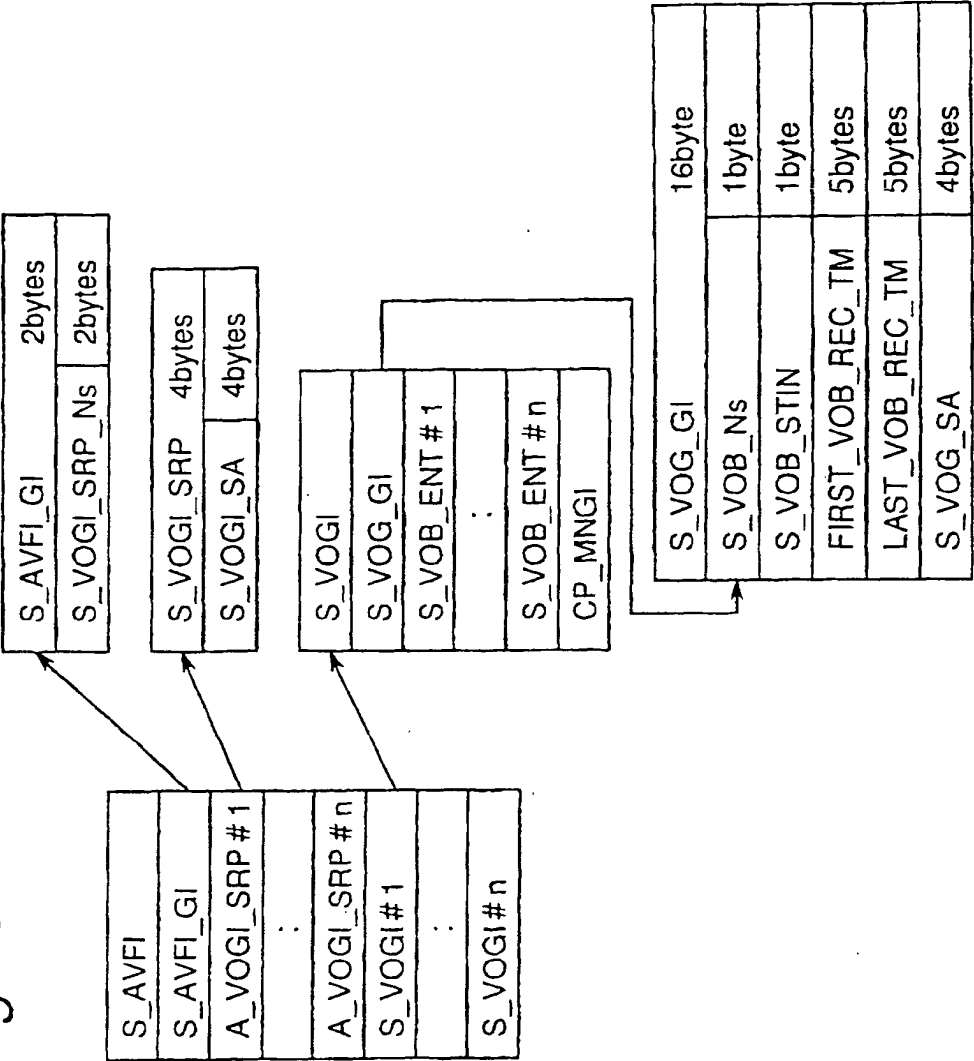 S_AVFI
S_AVFI_GI
A_VOGI_SRP#1
:
A_VOGI_SRP#n
S_VOGI#1
:
S_VOGI#n
S_AVFI_GI 2bytes
S_VOGI_SRP_Ns 2bytes
S_VOGI_SRP 4bytes
S_VOGI_SA 4bytes
S_VOGI
S_VOG_GI
S_VOB_ENT#1
:
S_VOB_ENT#n
CP_MNGI
S_VOG_GI 16byte
S_VOB_Ns 1byte
S_VOB_STIN 1byte
FIRST_VOB_REC_TM 5bytes
LAST_VOB_REC_TM 5bytes
S_VOG_SA 4bytes